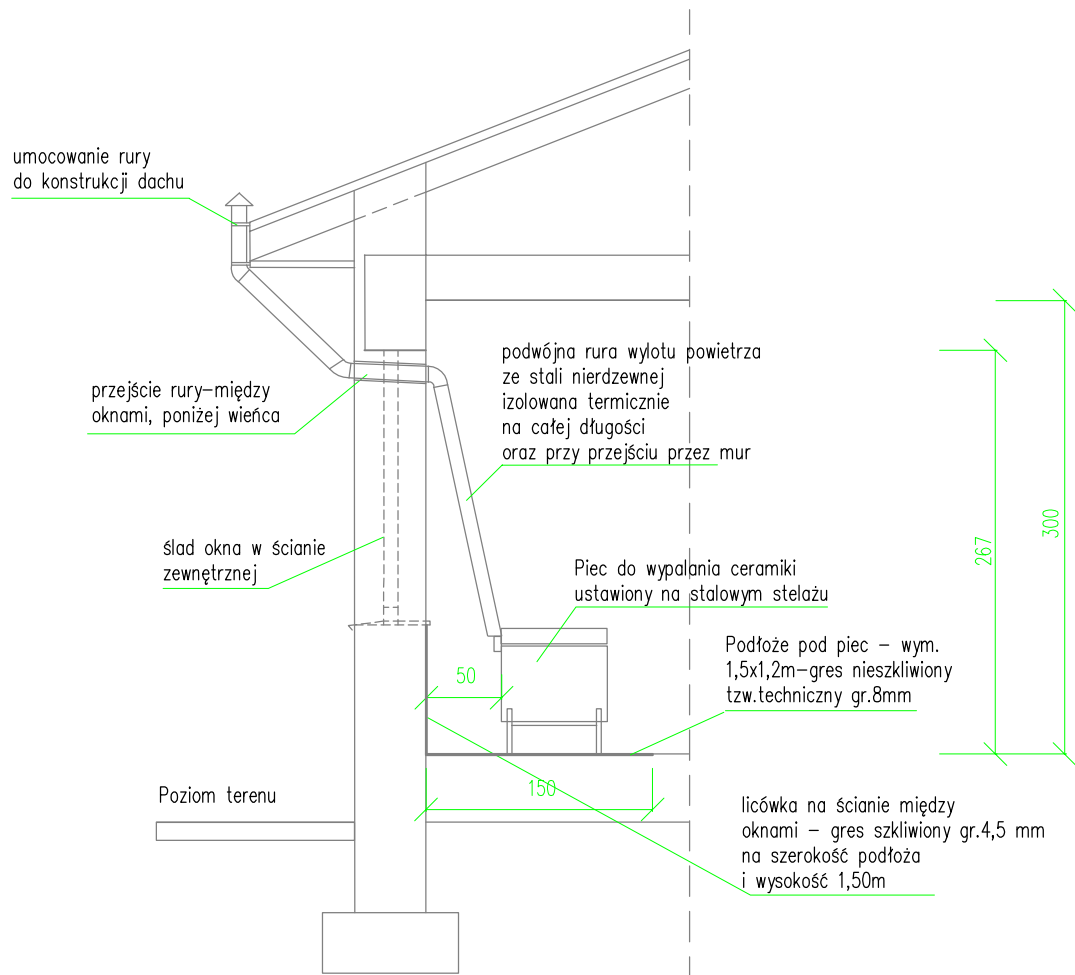 umocowanie rury
do konstrukcji dachu
podwójna rura wylotu powietrza
ze stali nierdzewnej
izolowana termicznie
na całej długości
oraz przy przejściu przez mur
przejście rury-między
oknami, poniżej wieńca
ślad okna w ścianie
zewnętrznej
Piec do wypalania ceramiki
ustawiony na stalowym stelażu
267
300
Podłoże pod piec - wym.
1,5x1,2m-gres nieszkliwiony
tzw.techniczny gr.8mm
50
150
Poziom terenu
licówka na ścianie między
oknami - gres szkliwiony gr.4,5 mm
na szerokość podłoża
i wysokość 1,50m